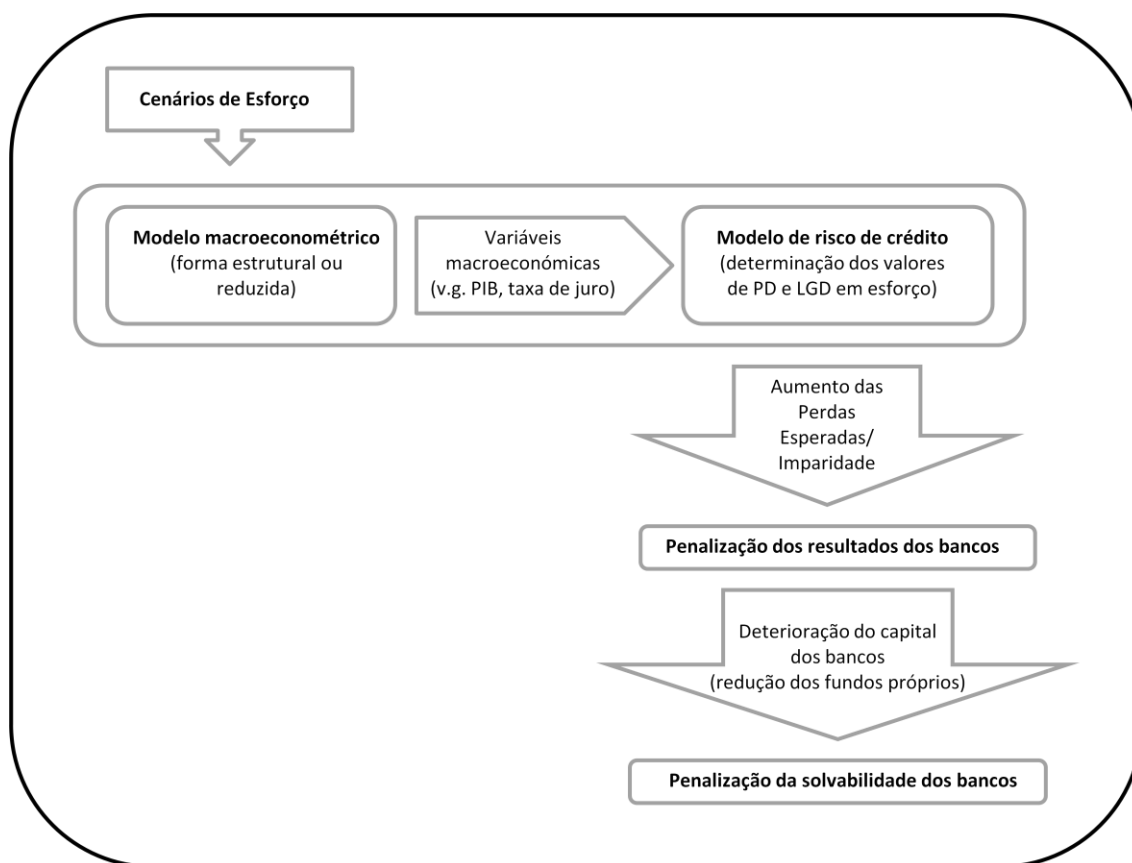 Cenários de Esforço
Modelo macroeconométrico
(forma estrutural ou
reduzida)
Variáveis
macroeconómicas
(v.g. PIB, taxa de juro)
Modelo de risco de crédito
(determinação dos valores
de PD e LGD em esforço)
Aumento das
Perdas
Esperadas/
Imparidade
Penalização dos resultados dos bancos
Deterioração do capital
dos bancos
(redução dos fundos próprios)
Penalização da solvabilidade dos bancos